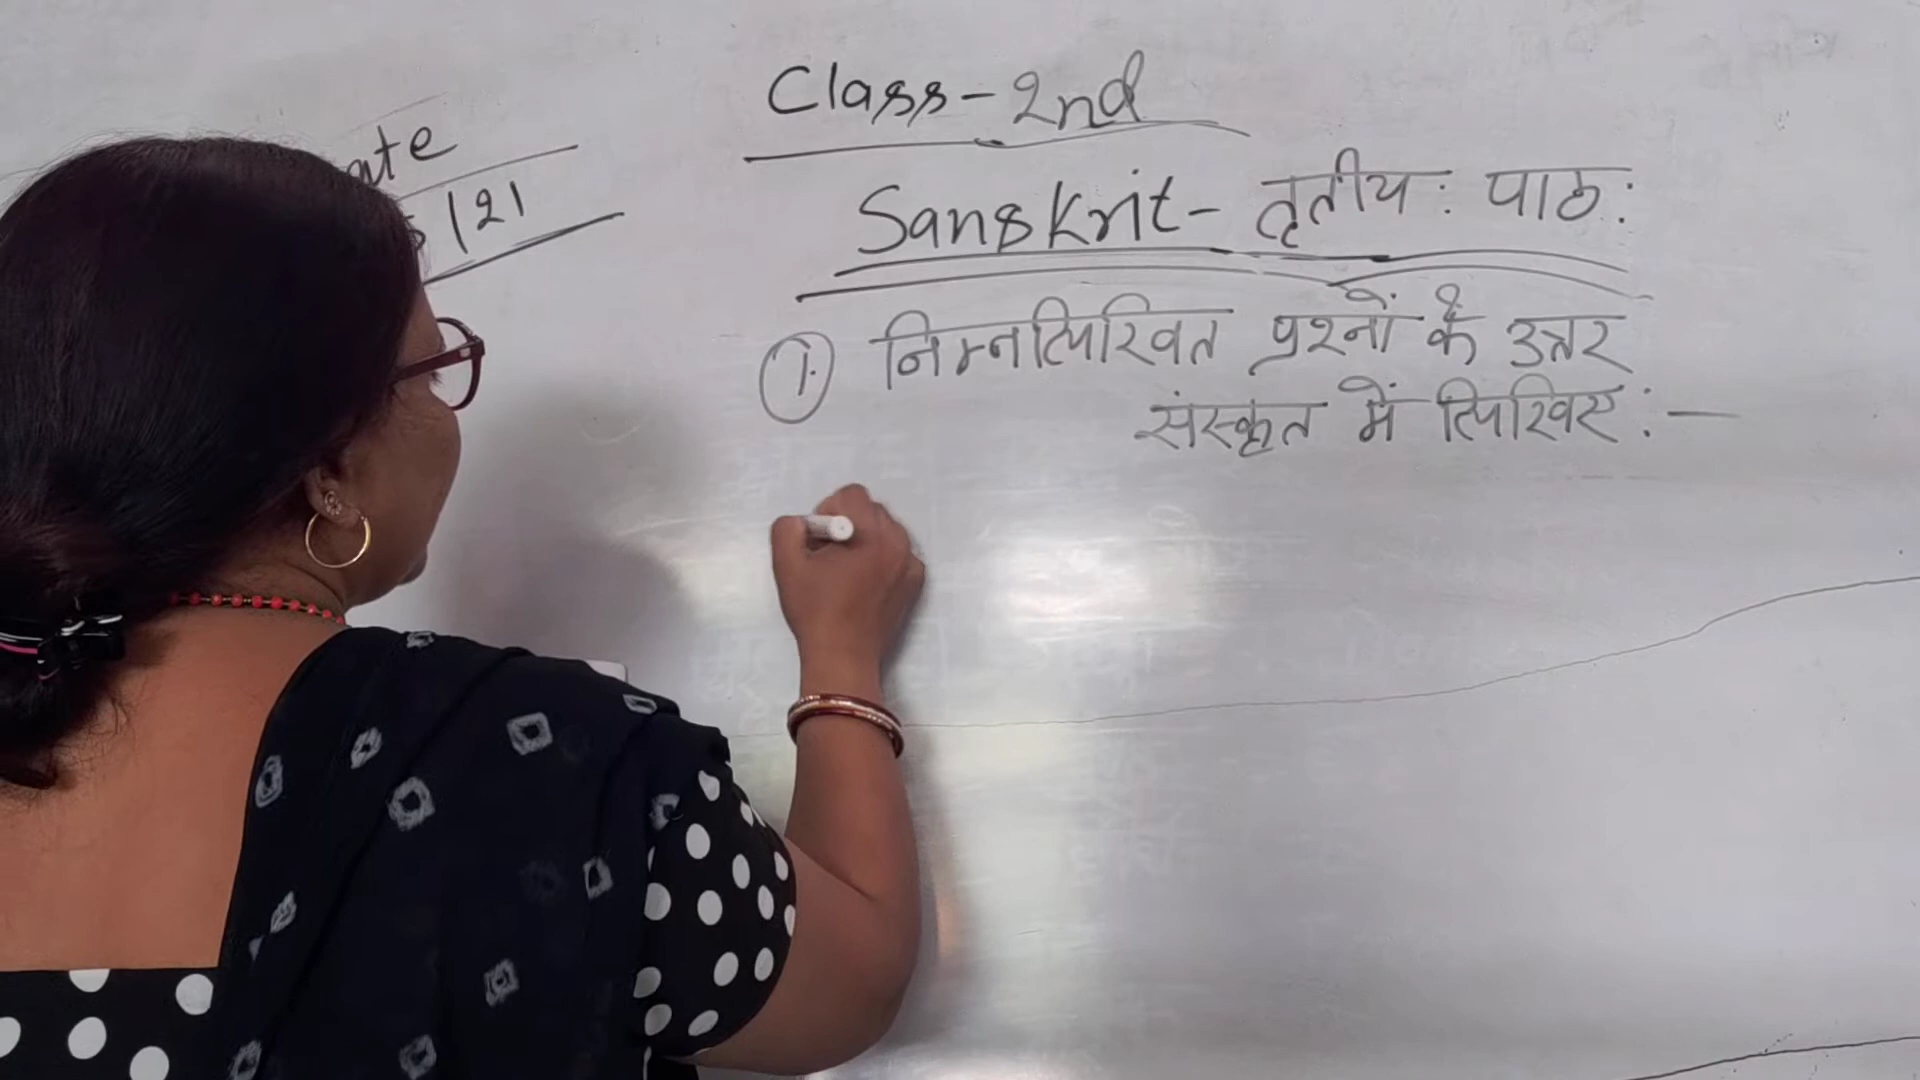 Class - 2nd
Sanskrit - तृतीय: पाठ:
1. निम्नलिखित प्रश्नों के उत्तर
संस्कृत में लिखिए :-
ate
/21